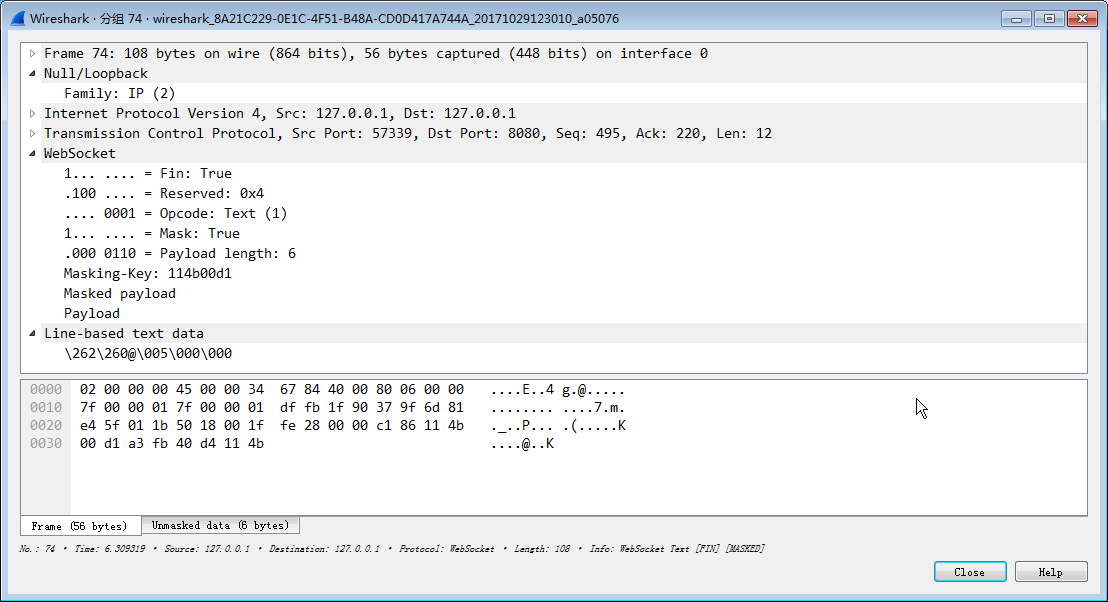 Wireshark · 分组 74 · wireshark_8A21C229-0E1C-4F51-B48A-CD0D417A744A_20171029123010_a05076
Frame 74: 108 bytes on wire (864 bits), 56 bytes captured (448 bits) on interface 0
Null/Loopback
Family: IP (2)
Internet Protocol Version 4, Src: 127.0.0.1, Dst: 127.0.0.1
Transmission Control Protocol, Src Port: 57339, Dst Port: 8080, Seq: 495, Ack: 220, Len: 12
WebSocket
1... .... = Fin: True
.100 .... = Reserved: 0x4
.... 0001 = Opcode: Text (1)
1... .... = Mask: True
.000 0110 = Payload length: 6
Masking-Key: 114b00d1
Masked payload
Payload
Line-based text data
\262\260@\005\000\000
0000 02 00 00 00 45 00 00 34 67 84 40 00 80 06 00 00 ....E..4 g.@.....
0010 7f 00 00 01 7f 00 00 01 df fb 1f 90 37 9f 6d 81 ........ ....7.m.
0020 e4 5f 01 1b 50 18 00 1f fe 28 00 00 c1 86 11 4b ._..P... .(.....K
0030 00 d1 a3 fb 40 d4 11 4b ....@..K
Frame (56 bytes) Unmasked data (6 bytes)
No.: 74 · Time: 6.309319 · Source: 127.0.0.1 · Destination: 127.0.0.1 · Protocol: WebSocket · Length: 108 · Info: WebSocket Text [FIN] [MASKED]
Close Help